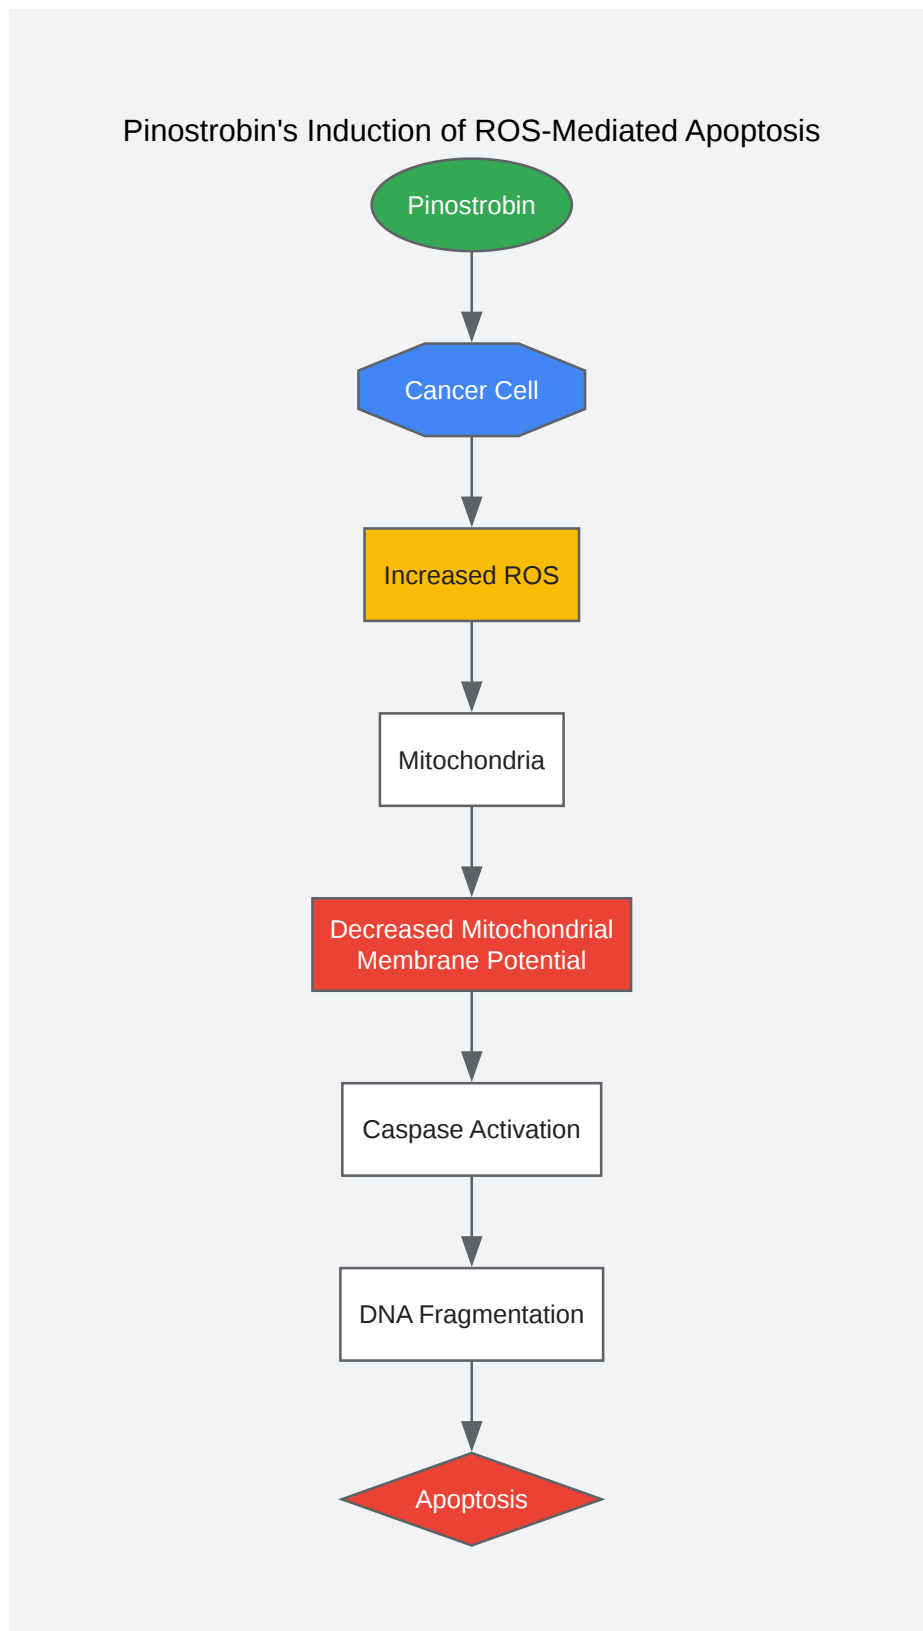 Pinostrobin's Induction of ROS-Mediated Apoptosis
Pinostrobin
Cancer Cell
Increased ROS
Mitochondria
Decreased Mitochondrial
Membrane Potential
Caspase Activation
DNA Fragmentation
Apoptosis